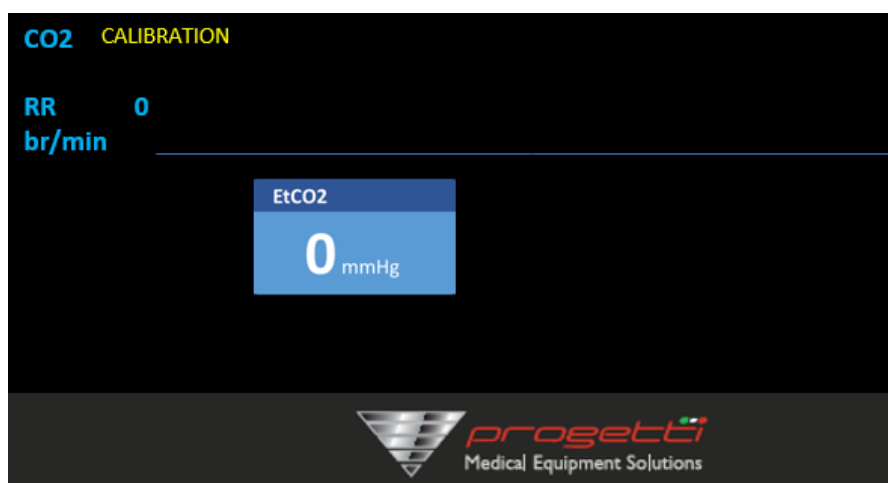 CO2 CALIBRATION
RR 0
br/min
EtCO2
0 mmHg
progetti
Medical Equipment Solutions